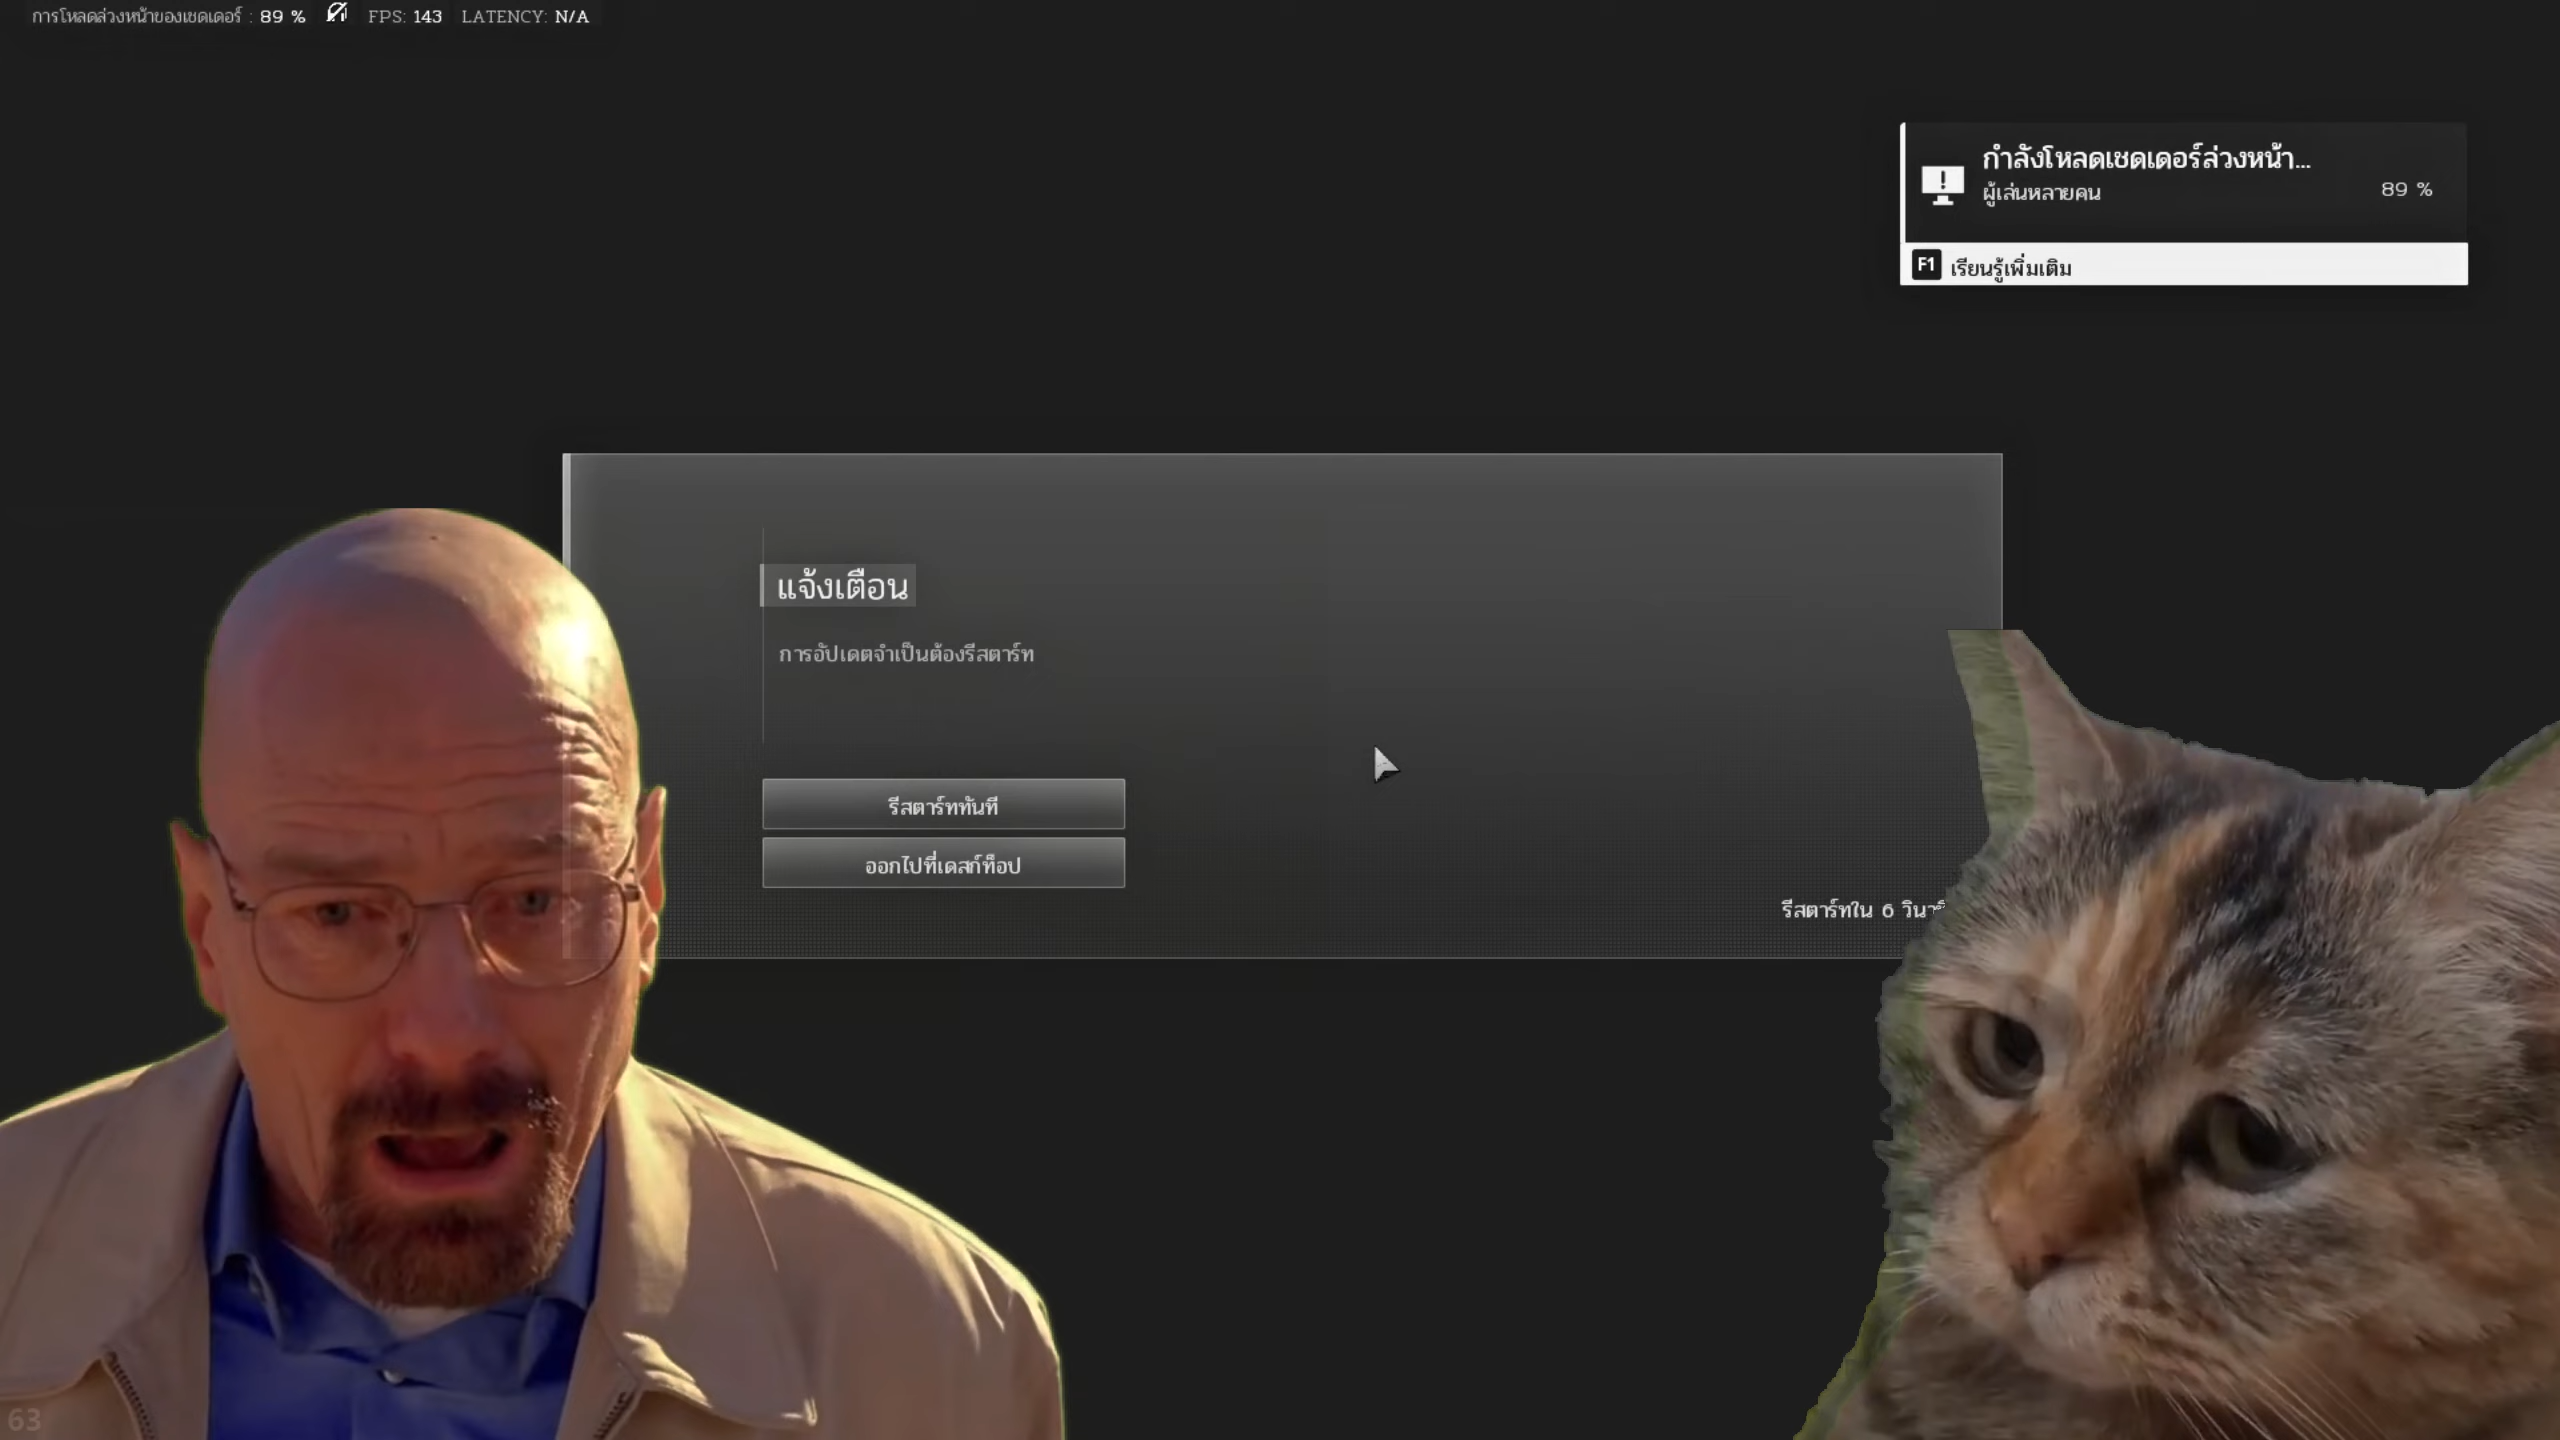 การโหลดล่วงหน้าของเชดเดอร์ : 89 % FPS: 143 LATENCY: N/A
กำลังโหลดเชดเดอร์ล่วงหน้า...
ผู้เล่นหลายคน 89 %
F1 เรียนรู้เพิ่มเติม
แจ้งเตือน
การอัปเดตจำเป็นต้องรีสตาร์ท
รีสตาร์ททันที
ออกไปที่เดสก์ท็อป
รีสตาร์ทใน 6
63